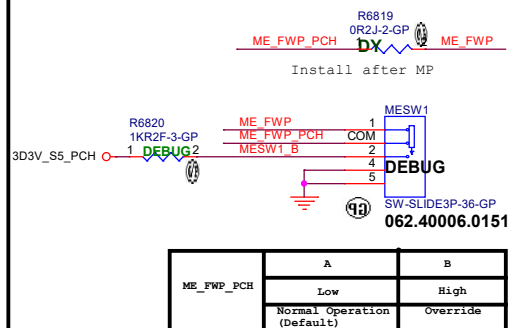 R6819
0R2J-2-GP
ME_FWP_PCH 1 DY 2 ME_FWP
Install after MP
MESW1
R6820
1KR2F-3-GP
3D3V_S5_PCH 1 DEBUG 2
ME_FWP 1
ME_FWP_PCH COM
MESW1_B 2
4
5
DEBUG
SW-SLIDE3P-36-GP
062.40006.0151
ME_FWP_PCH
A B
Low High
Normal Operation Override
(Default)